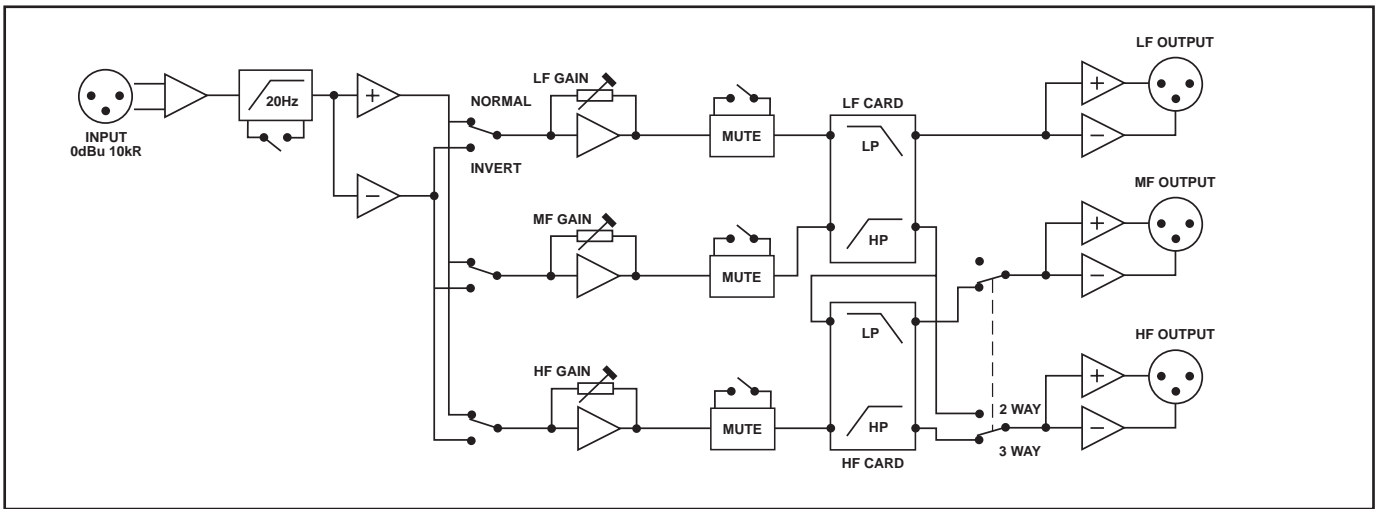 INPUT
0dBu 10kR
20Hz
+
−
NORMAL
INVERT
LF GAIN
MUTE
LF CARD
LP
HP
LF OUTPUT
+
−
MF GAIN
MUTE
MF OUTPUT
+
−
HF GAIN
MUTE
LP
HP
HF CARD
2 WAY
3 WAY
HF OUTPUT
+
−